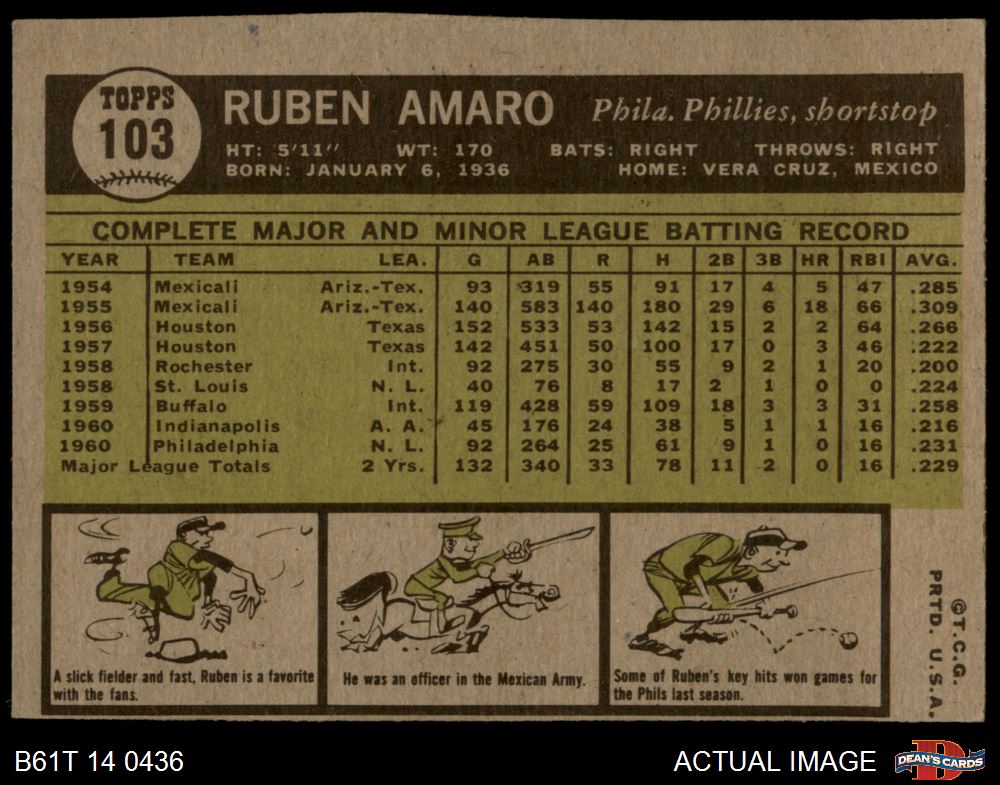 TOPPS
103
RUBEN AMARO Phila. Phillies, shortstop
HT: 5'11" WT: 170 BATS: RIGHT THROWS: RIGHT
BORN: JANUARY 6, 1936 HOME: VERA CRUZ, MEXICO
COMPLETE MAJOR AND MINOR LEAGUE BATTING RECORD
YEAR TEAM LEA. G AB R H 2B 3B HR RBI AVG.
1954 Mexicali Ariz.-Tex. 93 319 55 91 17 4 5 47 .285
1955 Mexicali Ariz.-Tex. 140 583 140 180 29 6 18 66 .309
1956 Houston Texas 152 533 53 142 15 2 2 64 .266
1957 Houston Texas 142 451 50 100 17 0 3 46 .222
1958 Rochester Int. 92 275 30 55 9 2 1 20 .200
1958 St. Louis N. L. 40 76 8 17 2 1 0 0 .224
1959 Buffalo Int. 119 428 59 109 18 3 3 31 .258
1960 Indianapolis A. A. 45 176 24 38 5 1 1 16 .216
1960 Philadelphia N. L. 92 264 25 61 9 1 0 16 .231
Major League Totals 2 Yrs. 132 340 33 78 11 2 0 16 .229
A slick fielder and fast, Ruben is a favorite
with the fans.
He was an officer in the Mexican Army.
Some of Ruben's key hits won games for
the Phils last season.
©T.C.G.
PRTD. U.S.A.
B61T 14 0436
ACTUAL IMAGE
DEAN'S CARDS